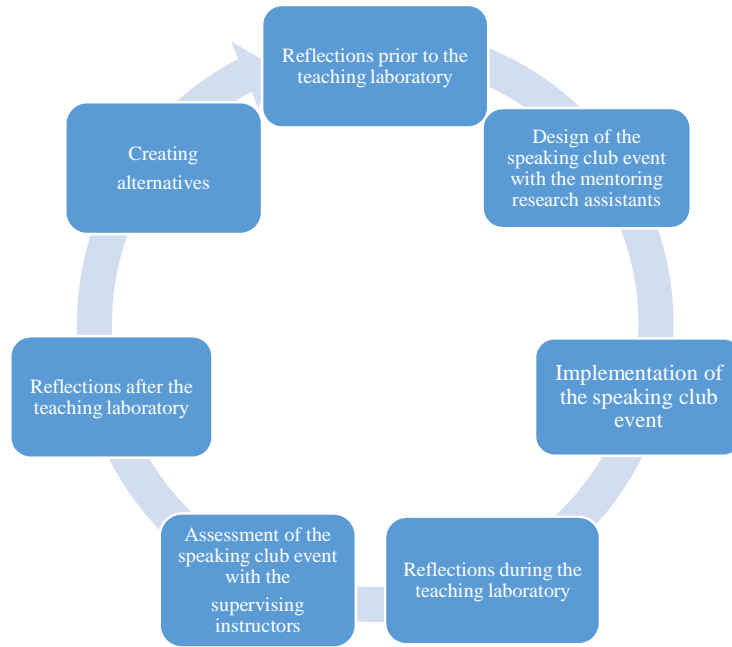 Reflections prior to the
teaching laboratory
Design of the
speaking club event
with the mentoring
research assistants
Implementation of
the speaking club
event
Reflections during the
teaching laboratory
Assessment of the
speaking club event
with the
supervising
instructors
Reflections after the
teaching laboratory
Creating
alternatives